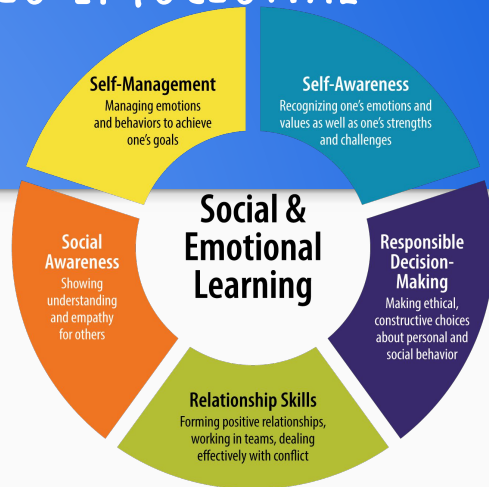 Self-Management
Managing emotions
and behaviors to achieve
one's goals
Self-Awareness
Recognizing one's emotions and
values as well as one's strengths
and challenges
Social &
Emotional
Learning
Social
Awareness
Showing
understanding
and empathy
for others
Responsible
Decision-
Making
Making ethical,
constructive choices
about personal and
social behavior
Relationship Skills
Forming positive relationships,
working in teams, dealing
effectively with conflict